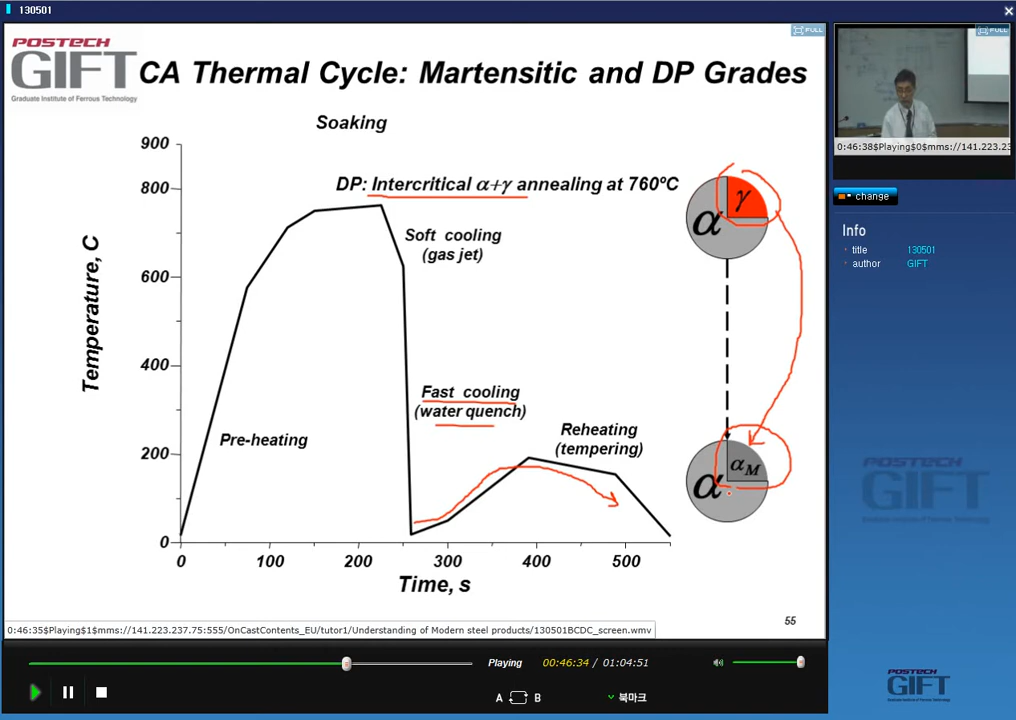 130501
POSTECH
GIFT
Graduate Institute of Ferrous Technology
CA Thermal Cycle: Martensitic and DP Grades
FULL
FULL
Soaking
900
800
600
400
200
0
0
100
200
300
400
500
Temperature, C
Time, s
DP: Intercritical α+γ annealing at 760ºC
Soft cooling
(gas jet)
Fast cooling
(water quench)
Pre-heating
Reheating
(tempering)
γ
α
αM
α
55
0:46:35$Playing$1$mms://141.223.237.75:555/OnCastContents_EU/tutor1/Understanding of Modern steel products/130501BCDC_screen.wmv
0:46:38$Playing$0$mms://141.223.23
change
Info
title 130501
author GIFT
POSTECH
GIFT
Playing
00:46:34 / 01:04:51
A B
북마크
GIFT